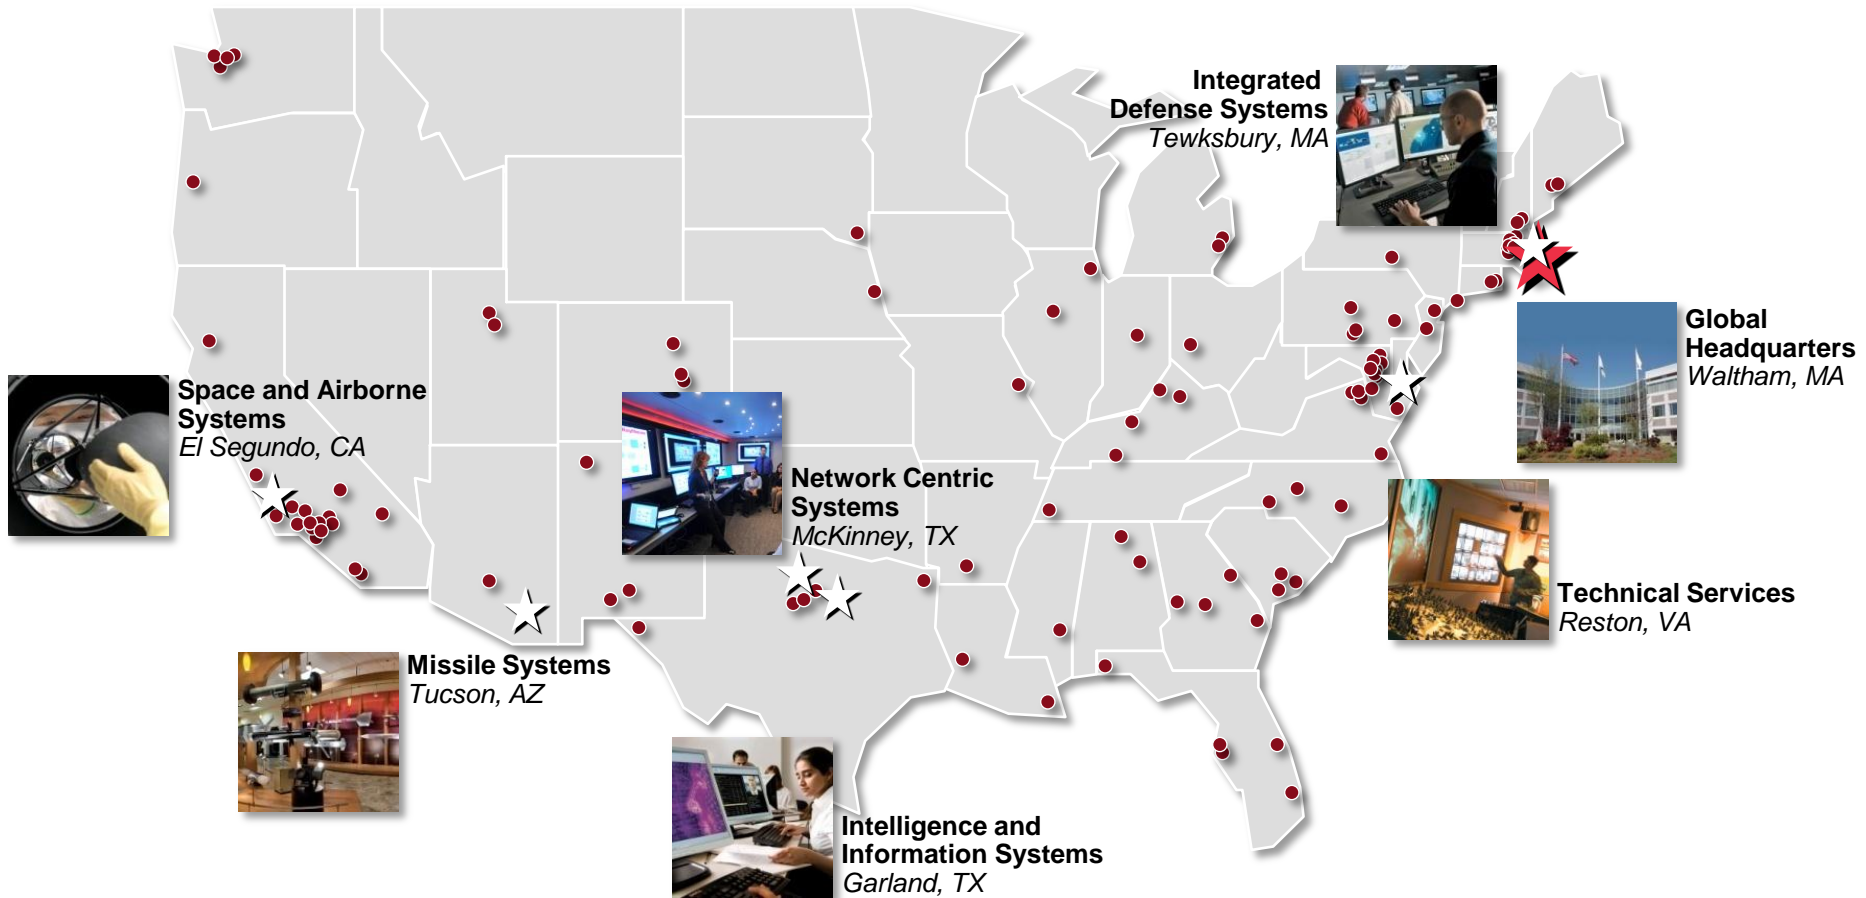 Integrated
Defense Systems
Tewksbury, MA
Global
Headquarters
Waltham, MA
Space and Airborne
Systems
El Segundo, CA
Network Centric
Systems
McKinney, TX
Technical Services
Reston, VA
Missile Systems
Tucson, AZ
Intelligence and
Information Systems
Garland, TX